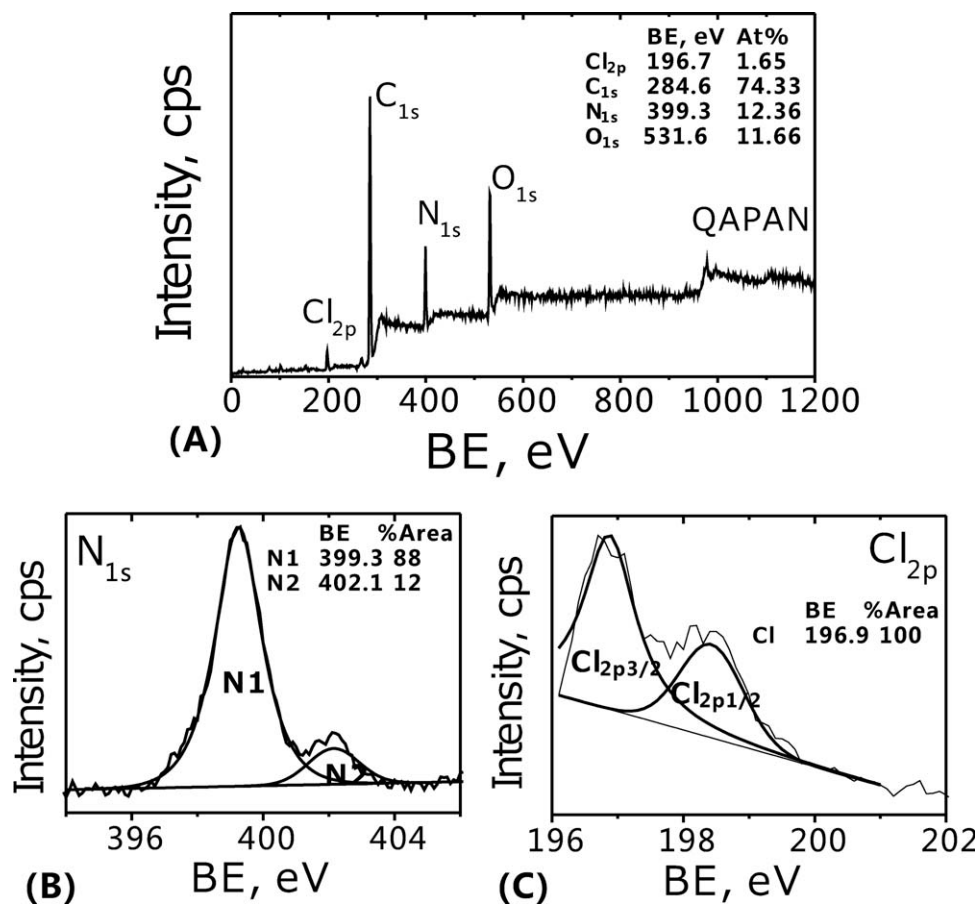 BE, eV At%
Cl2p 196.7 1.65
C1s 284.6 74.33
N1s 399.3 12.36
O1s 531.6 11.66
C1s
O1s
N1s
QAPAN
Cl2p
Intensity, cps
0 200 400 600 800 1000 1200
(A) BE, eV
N1s
BE %Area
N1 399.3 88
N2 402.1 12
N1
N
Intensity, cps
396 400 404
(B) BE, eV
Cl2p
BE %Area
Cl 196.9 100
Cl2p3/2
Cl2p1/2
Intensity, cps
196 198 200 202
(C) BE, eV